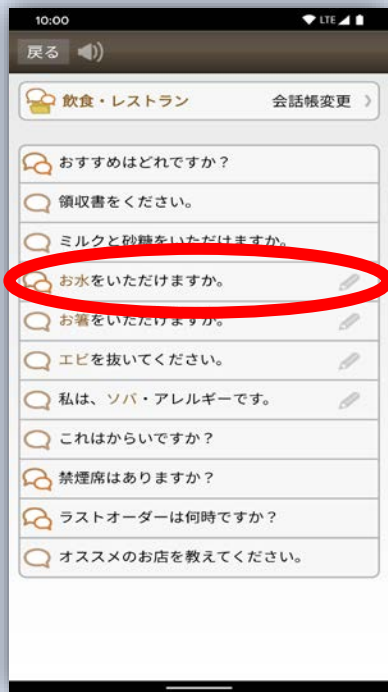 10:00 LTE
戻る
飲食・レストラン 会話帳変更
おすすめはどれですか？
領収書をください。
ミルクと砂糖をいただけますか。
お水をいただけますか。
お箸をいただけますか。
エビを抜いてください。
私は、ソバ・アレルギーです。
これはからいですか？
禁煙席はありますか？
ラストオーダーは何時ですか？
オススメのお店を教えてください。